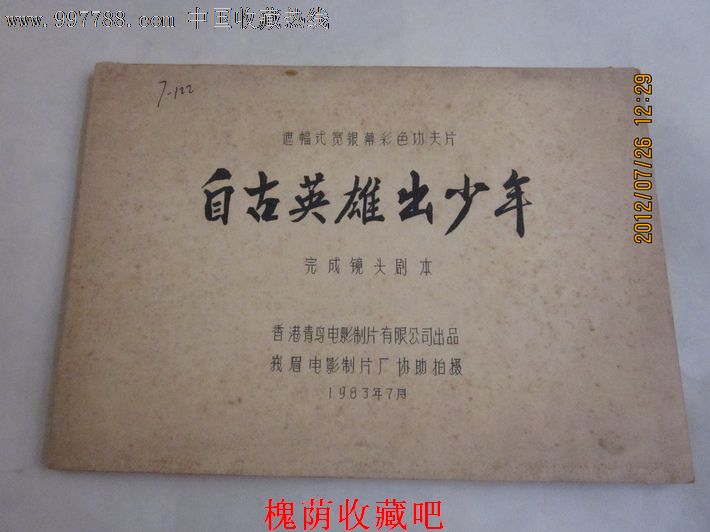 www.997788.com 中国收藏热线
7-122
遮幅式宽银幕彩色功夫片
自古英雄出少年
完成镜头剧本
香港青鸟电影制片有限公司出品
峨眉电影制片厂协助拍摄
1983年7月
2012/07/26 12:29
槐荫收藏吧